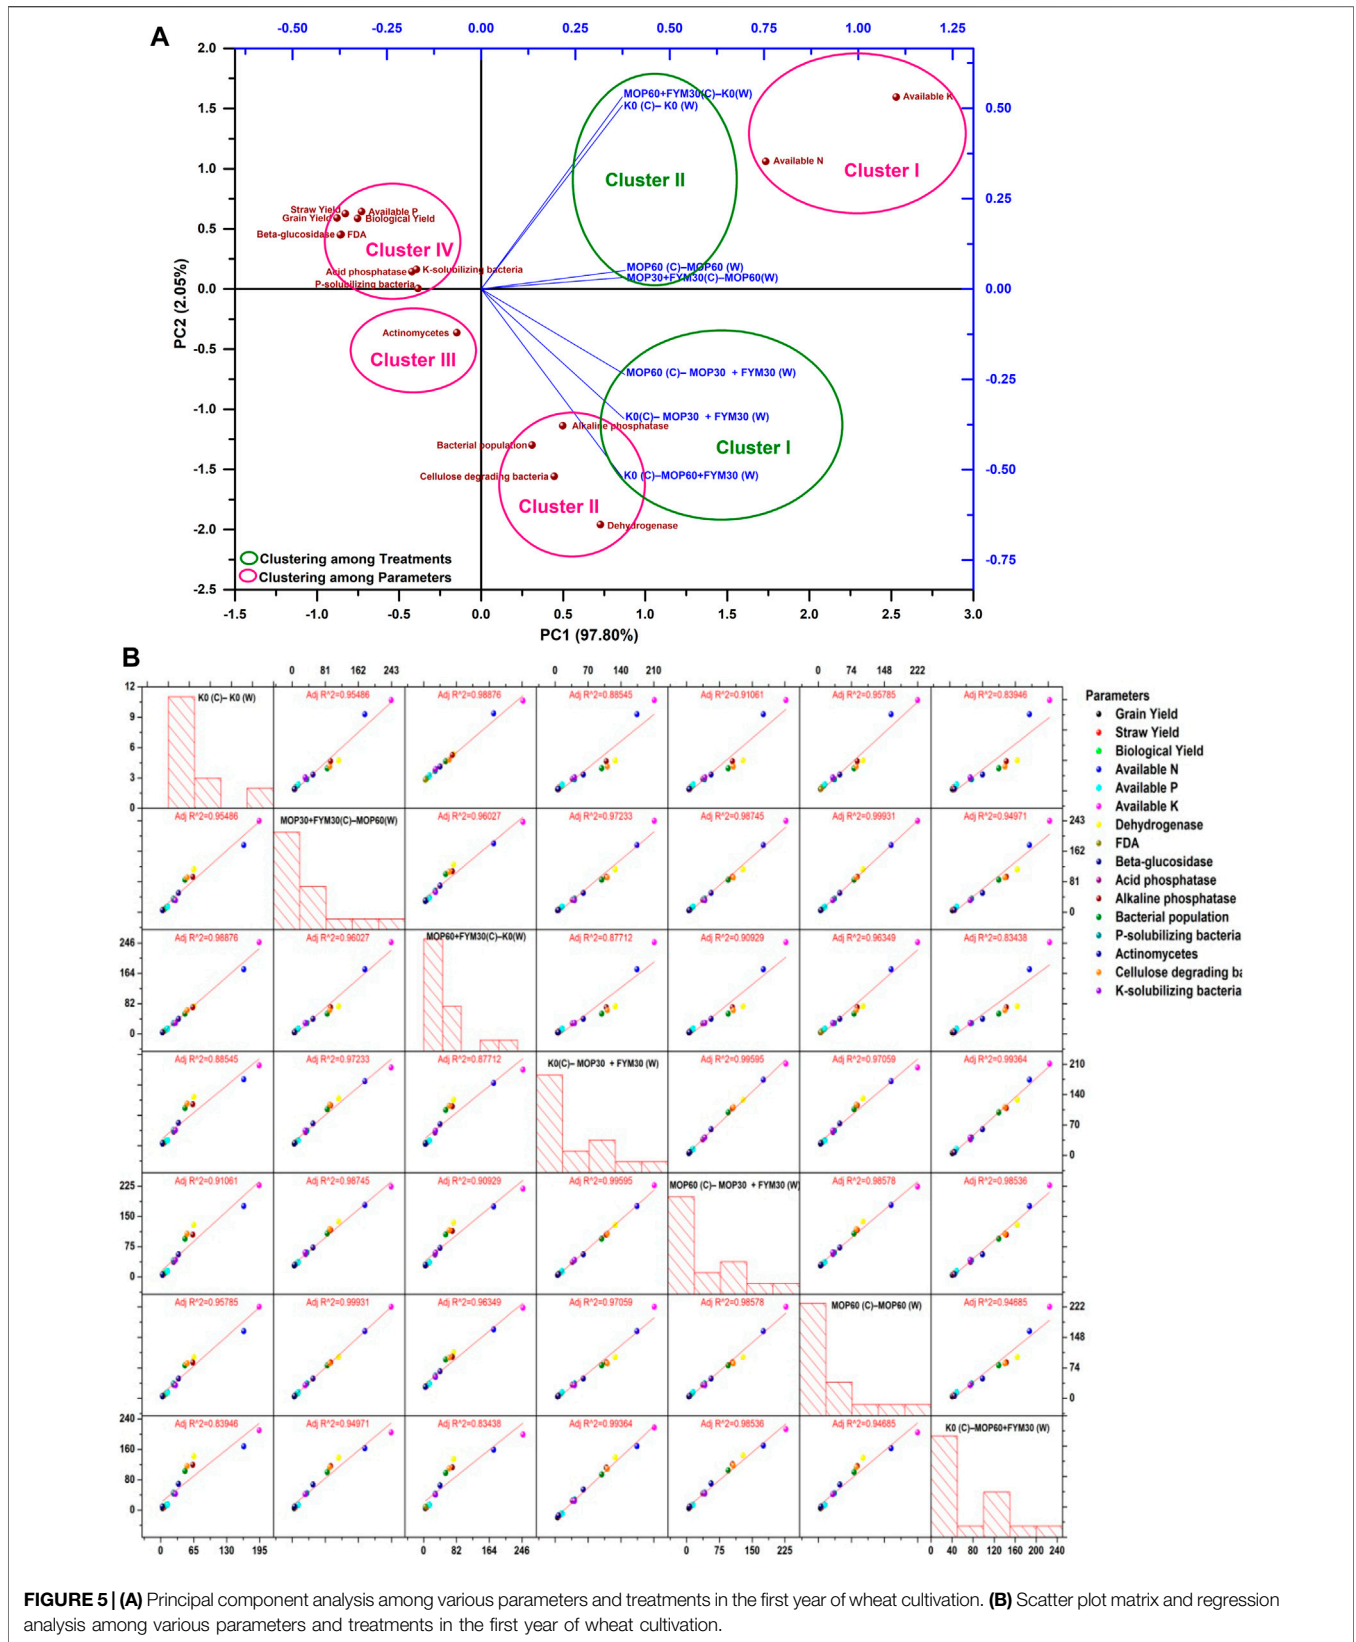 A
-0.50 -0.25 0.00 0.25 0.50 0.75 1.00 1.25
2.0
1.5
1.0
0.5
0.0
-0.5
-1.0
-1.5
-2.0
-2.5
PC2 (2.05%)
0.50
0.25
0.00
-0.25
-0.50
-0.75
MOP60+FYM30(C)–K0(W)
K0 (C)– K0 (W)
Available K
Available N
Cluster I
Cluster II
Straw Yield
Available P
Grain Yield
Biological Yield
Beta-glucosidase
FDA
Cluster IV
Acid phosphatase
K-solubilizing bacteria
P-solubilizing bacteria
MOP60 (C)–MOP60 (W)
MOP30+FYM30(C)–MOP60(W)
Actinomycetes
Cluster III
MOP60 (C)– MOP30 + FYM30 (W)
K0(C)– MOP30 + FYM30 (W)
Alkaline phosphatase
Bacterial population
Cluster I
Cellulose degrading bacteria
K0 (C)–MOP60+FYM30 (W)
Cluster II
Dehydrogenase
Clustering among Treatments
Clustering among Parameters
-1.5 -1.0 -0.5 0.0 0.5 1.0 1.5 2.0 2.5 3.0
PC1 (97.80%)
B
0 81 162 243 0 70 140 210 0 74 148 222
12
9
6
3
0
K0 (C)– K0 (W) Adj R^2=0.95486 Adj R^2=0.98876 Adj R^2=0.88545 Adj R^2=0.91061 Adj R^2=0.95785 Adj R^2=0.83946
Adj R^2=0.95486 MOP30+FYM30(C)–MOP60(W) Adj R^2=0.96027 Adj R^2=0.97233 Adj R^2=0.98745 Adj R^2=0.99931 Adj R^2=0.94971
243
162
81
0
Adj R^2=0.98876 Adj R^2=0.96027 MOP60+FYM30(C)–K0(W) Adj R^2=0.87712 Adj R^2=0.90929 Adj R^2=0.96349 Adj R^2=0.83438
246
164
82
0
Adj R^2=0.88545 Adj R^2=0.97233 Adj R^2=0.87712 K0(C)– MOP30 + FYM30 (W) Adj R^2=0.99595 Adj R^2=0.97059 Adj R^2=0.99364
210
140
70
0
Adj R^2=0.91061 Adj R^2=0.98745 Adj R^2=0.90929 Adj R^2=0.99595 MOP60 (C)– MOP30 + FYM30 (W) Adj R^2=0.98578 Adj R^2=0.98536
225
150
75
0
Adj R^2=0.95785 Adj R^2=0.99931 Adj R^2=0.96349 Adj R^2=0.97059 Adj R^2=0.98578 MOP60 (C)–MOP60 (W) Adj R^2=0.94685
222
148
74
0
Adj R^2=0.83946 Adj R^2=0.94971 Adj R^2=0.83438 Adj R^2=0.99364 Adj R^2=0.98536 Adj R^2=0.94685 K0 (C)–MOP60+FYM30 (W)
240
160
80
0
0 65 130 195 0 82 164 246 0 75 150 225 0 40 80 120 160 200 240
Parameters
Grain Yield
Straw Yield
Biological Yield
Available N
Available P
Available K
Dehydrogenase
FDA
Beta-glucosidase
Acid phosphatase
Alkaline phosphatase
Bacterial population
P-solubilizing bacteria
Actinomycetes
Cellulose degrading ba
K-solubilizing bacteria
FIGURE 5 | (A) Principal component analysis among various parameters and treatments in the first year of wheat cultivation. (B) Scatter plot matrix and regression
analysis among various parameters and treatments in the first year of wheat cultivation.